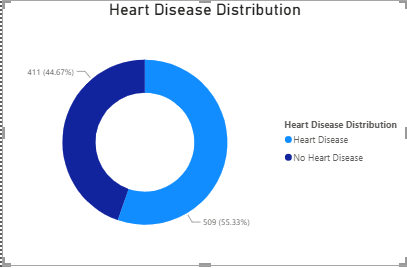 Heart Disease Distribution
411 (44.67%)
Heart Disease Distribution
Heart Disease
No Heart Disease
509 (55.33%)